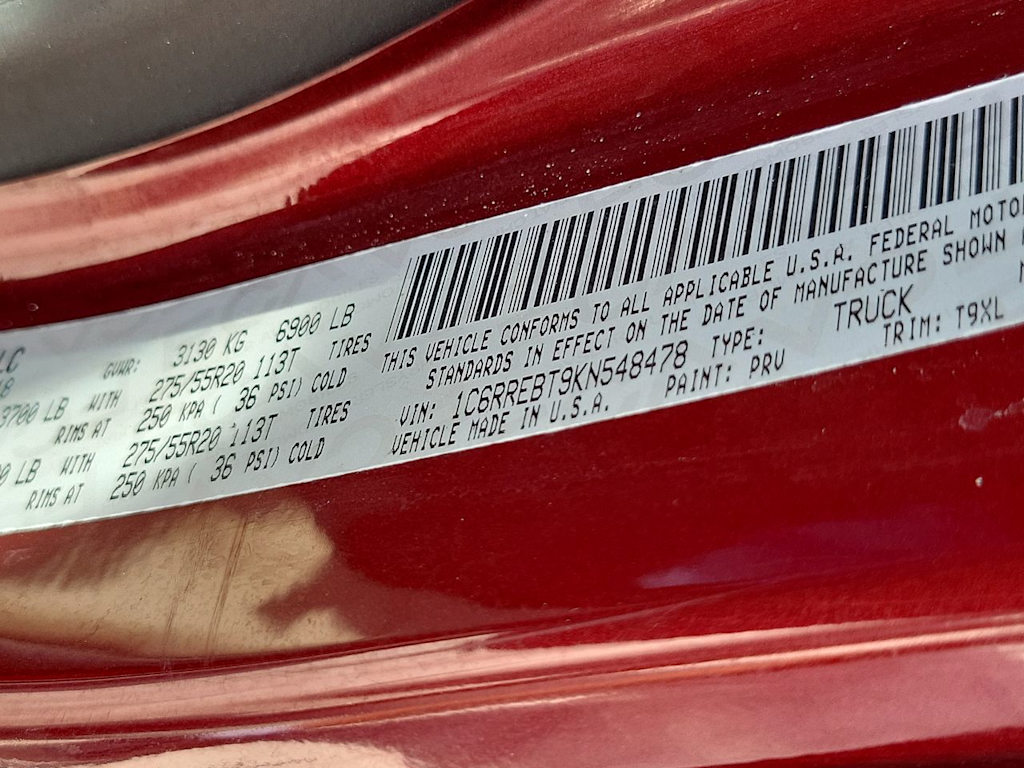 LC
GVWR: 3130 KG 6900 LB
3700 LB WITH 275/55R20 113T TIRES
RIMS AT 250 KPA ( 36 PSI) COLD
0 LB WITH 275/55R20 113T TIRES
RIMS AT 250 KPA ( 36 PSI) COLD
THIS VEHICLE CONFORMS TO ALL APPLICABLE U.S.A. FEDERAL MOTO
STANDARDS IN EFFECT ON THE DATE OF MANUFACTURE SHOWN
VIN: 1C6RREBT9KN548478 TYPE: TRUCK
VEHICLE MADE IN U.S.A. PAINT: PRV TRIM: T9XL